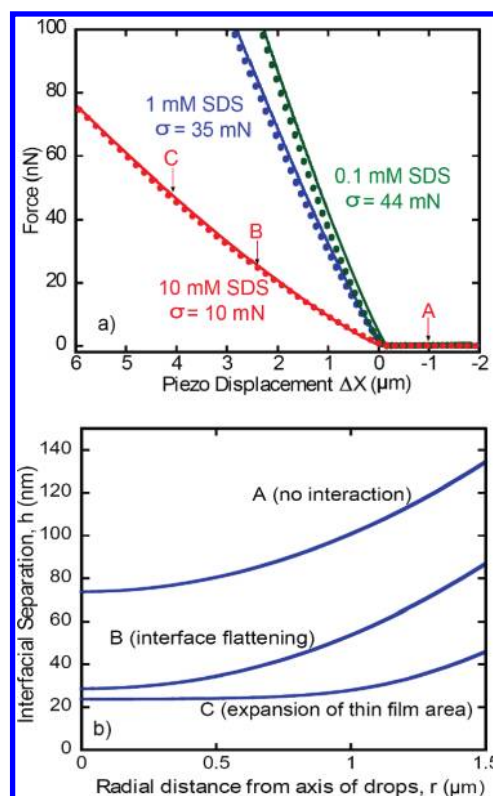 100
80
60
40
20
0
Force (nN)
1 mM SDS
σ = 35 mN
C
0.1 mM SDS
σ= 44 mN
B
10 mM SDS
σ = 10 mN
A
a)
6 5 4 3 2 1 0 -1 -2
Piezo Displacement ΔX (μm)
140
120
100
80
60
40
20
0
Interfacial Separation, h (nm)
A (no interaction)
B (interface flattening)
C (expansion of thin film area)
b)
0 0.5 1.0 1.5
Radial distance from axis of drops, r (μm)